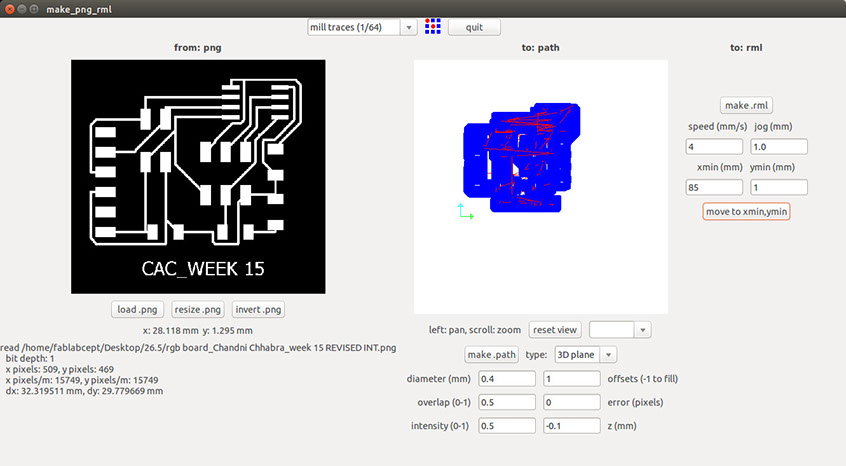 make_png_rml
mill traces (1/64)
quit
from: png
to: path
to: rml
CAC_WEEK 15
load .png
resize .png
invert .png
x: 28.118 mm  y: 1.295 mm
read /home/fablabcept/Desktop/26.5/rgb board_Chandni Chhabra_week 15 REVISED INT.png
bit depth: 1
x pixels: 509, y pixels: 469
x pixels/m: 15749, y pixels/m: 15749
dx: 32.319511 mm, dy: 29.779669 mm
left: pan, scroll: zoom
reset view
make .path
type:
3D plane
diameter (mm)
0.4
1
offsets (-1 to fill)
overlap (0-1)
0.5
0
error (pixels)
intensity (0-1)
0.5
-0.1
z (mm)
make .rml
speed (mm/s)
jog (mm)
4
1.0
xmin (mm)
ymin (mm)
85
1
move to xmin,ymin